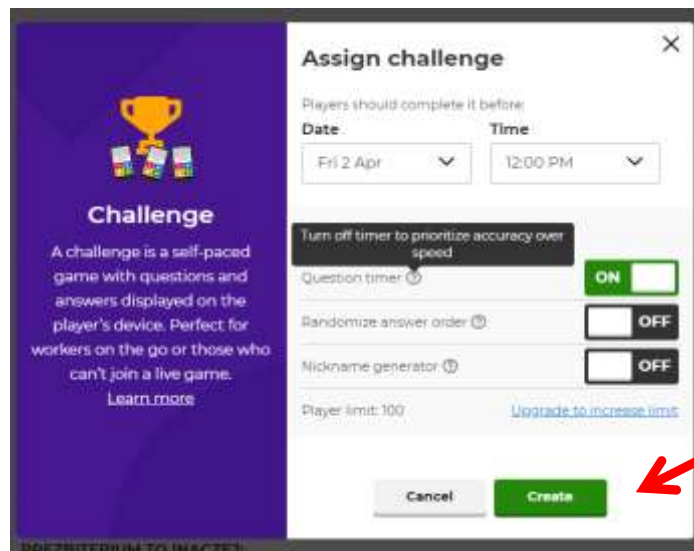 Challenge
A challenge is a self-paced
game with questions and
answers displayed on the
player's device. Perfect for
workers on the go or those who
can't join a live game.
Learn more
Assign challenge
Players should complete it before:
Date Time
Fri 2 Apr 12:00 PM
Turn off timer to prioritize accuracy over
speed
Question timer ON
Randomize answer order OFF
Nickname generator OFF
Player limit: 100 Upgrade to increase limit
Cancel Create